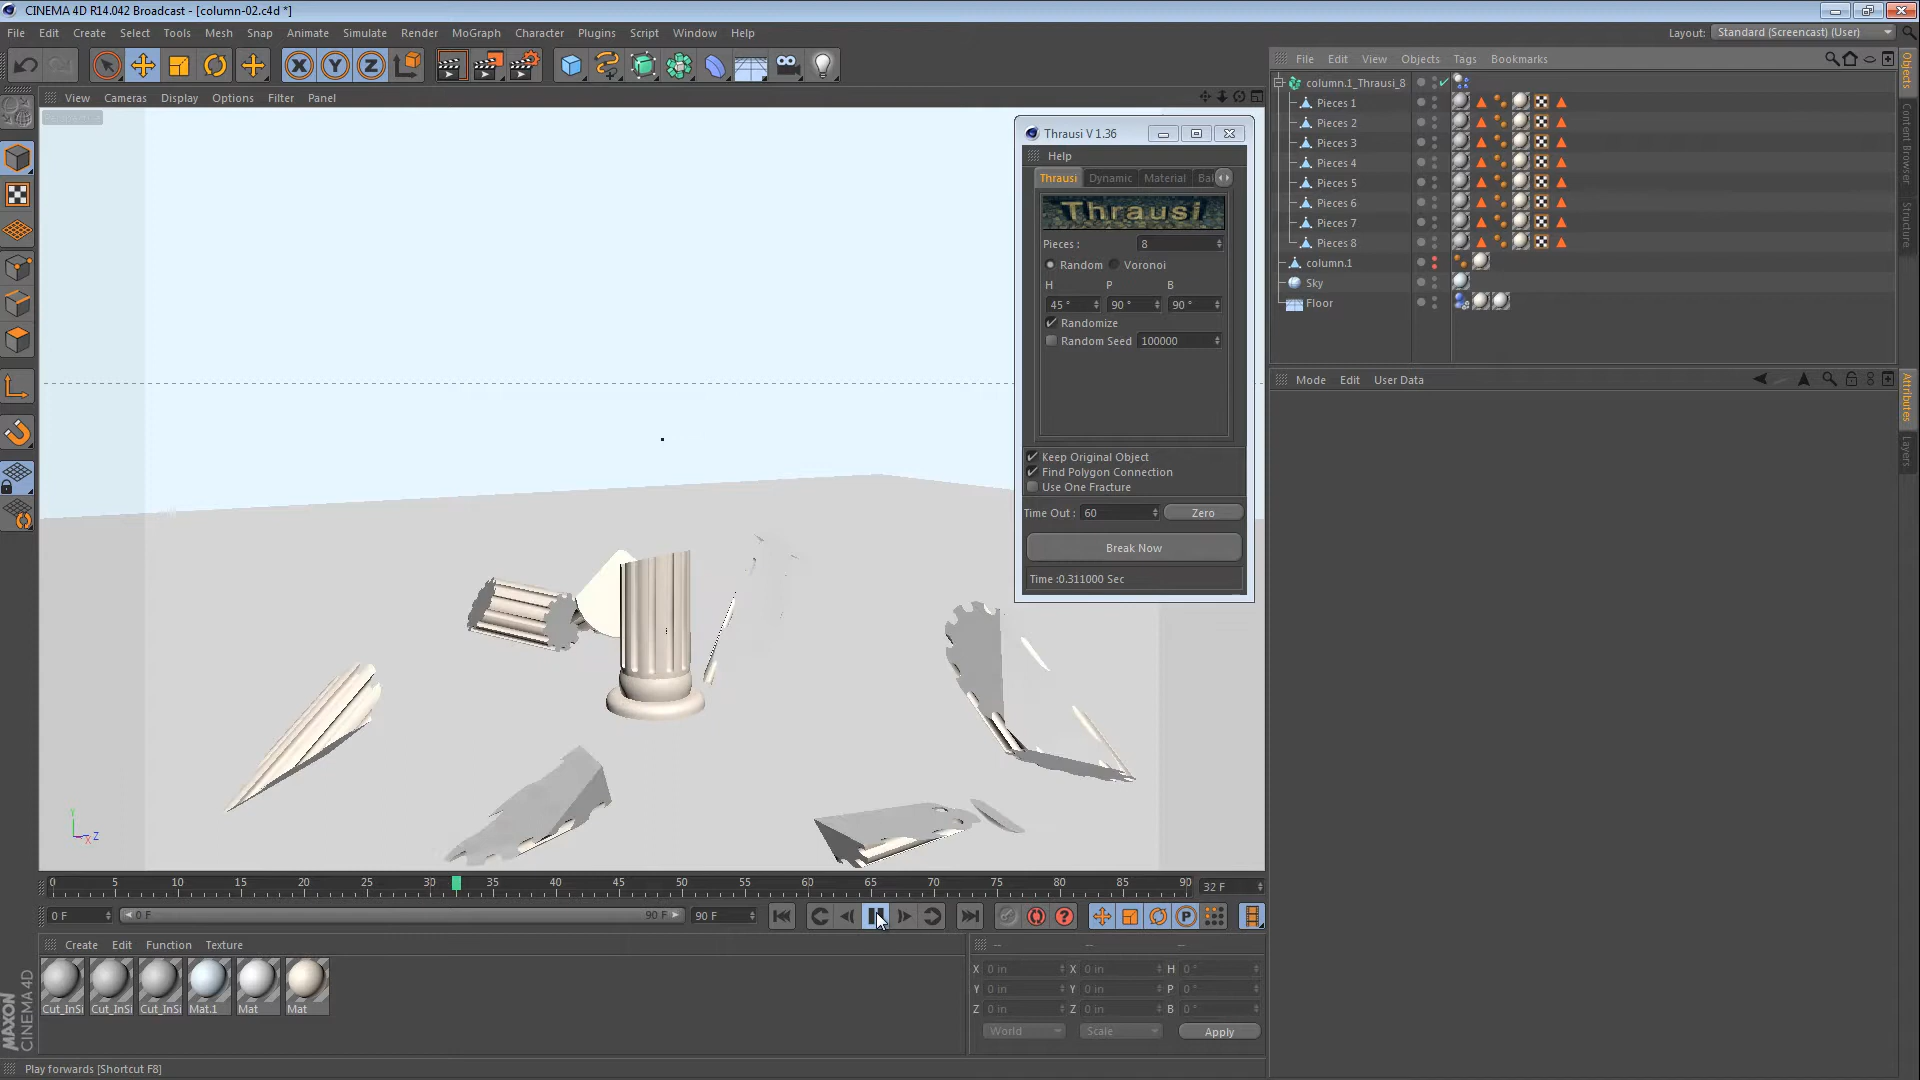 CINEMA 4D R14.042 Broadcast - [column-02.c4d *]
File Edit Create Select Tools Mesh Snap Animate Simulate Render MoGraph Character Plugins Script Window Help
Layout: Standard (Screencast) (User)
View Cameras Display Options Filter Panel
File Edit View Objects Tags Bookmarks
column.1_Thrausi_8
Pieces 1
Pieces 2
Pieces 3
Pieces 4
Pieces 5
Pieces 6
Pieces 7
Pieces 8
column.1
Sky
Floor
Objects
Content Browser
Structure
Thrausi V 1.36
Help
Thrausi Dynamic Material Bai
Thrausi
Pieces : 8
Random Voronoi
H P B
45 ° 90 ° 90 °
Randomize
Random Seed 100000
Keep Original Object
Find Polygon Connection
Use One Fracture
Time Out : 60 Zero
Break Now
Time :0.311000 Sec
Mode Edit User Data
Attributes
Layers
Y
Z
X
0 5 10 15 20 25 30 35 40 45 50 55 60 65 70 75 80 85 90 32 F
0 F 0 F 90 F 90 F
Create Edit Function Texture
Cut_InSi Cut_InSi Cut_InSi Mat.1 Mat Mat
-- -- --
X 0 in X 0 in H 0 °
Y 0 in Y 0 in P 0 °
Z 0 in Z 0 in B 0 °
World Scale Apply
MAXON
CINEMA 4D
Play forwards [Shortcut F8]